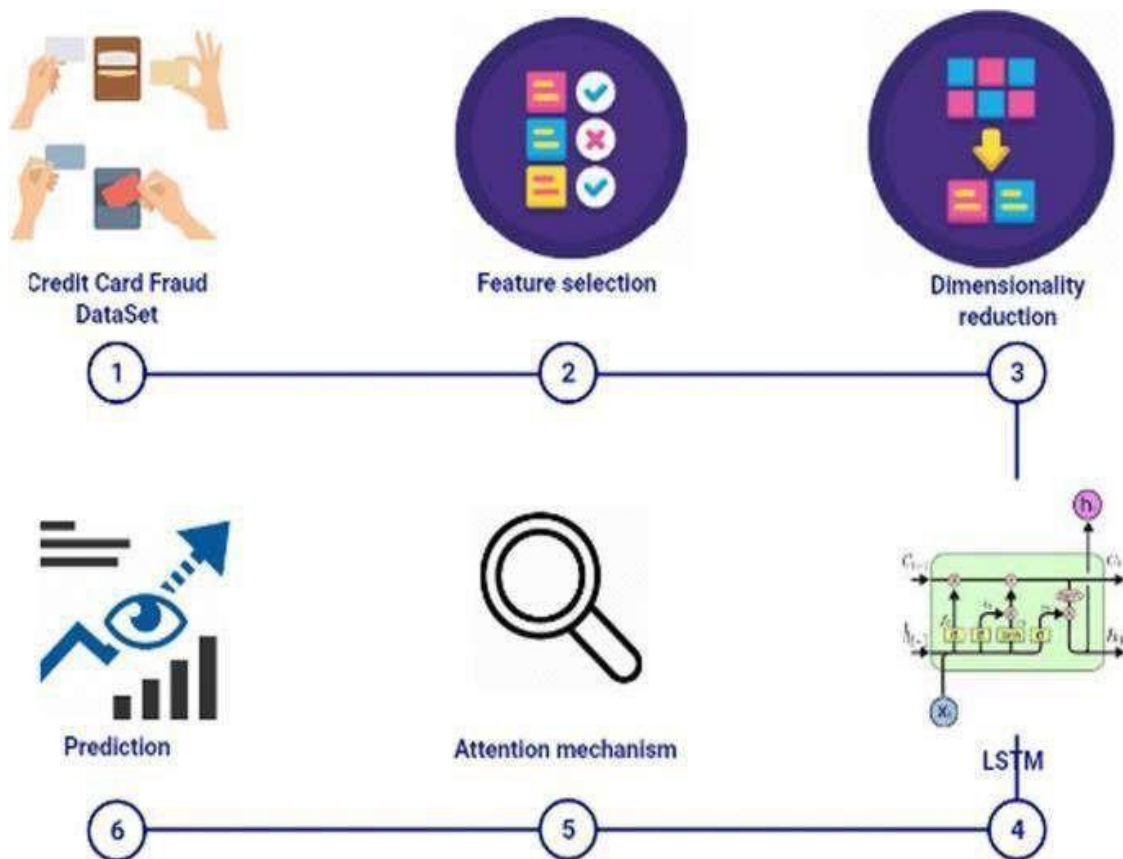 Credit Card Fraud
DataSet
Feature selection
Dimensionality
reduction
1
2
3
LSTM
4
Attention mechanism
5
Prediction
6